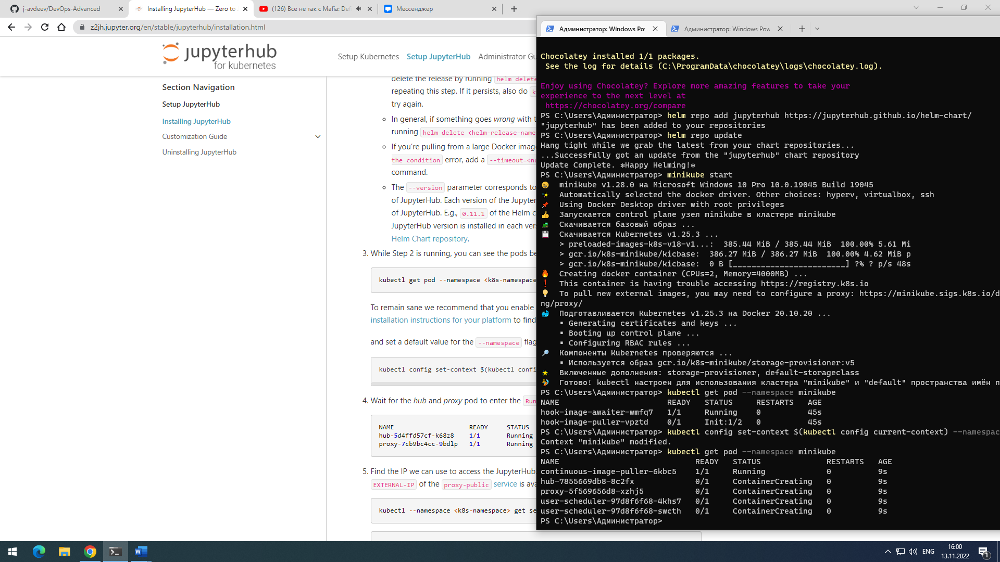 j-avdeev/DevOps-Advanced
Installing JupyterHub — Zero to
(126) Все не так с Mafia: Def
Мессенджер
z2jh.jupyter.org/en/stable/jupyterhub/installation.html
jupyterhub
for kubernetes
Setup Kubernetes Setup JupyterHub Administrator Gu
Section Navigation
Setup JupyterHub
Installing JupyterHub
Customization Guide
Uninstalling JupyterHub
delete the release by running helm delete
repeating this step. If it persists, also do k
try again.
In general, if something goes wrong with t
running helm delete <helm-release-name
If you're pulling from a large Docker imag
the condition error, add a --timeout=<nu
command.
The --version parameter corresponds to
of JupyterHub. Each version of the Jupyter
of JupyterHub. E.g., 0.11.1 of the Helm c
JupyterHub version is installed in each vers
Helm Chart repository.
3. While Step 2 is running, you can see the pods be
kubectl get pod --namespace <k8s-namespace
To remain sane we recommend that you enable
installation instructions for your platform to find
and set a default value for the --namespace flag
kubectl config set-context $(kubectl confi
4. Wait for the hub and proxy pod to enter the Run
NAME READY STATUS
hub-5d4ffd57cf-k68z8 1/1 Running
proxy-7cb9bc4cc-9bdlp 1/1 Running
5. Find the IP we can use to access the JupyterHub.
EXTERNAL-IP of the proxy-public service is ava
kubectl --namespace <k8s-namespace> get se
Администратор: Windows Po
Администратор: Windows Pow
Chocolatey installed 1/1 packages.
See the log for details (C:\ProgramData\chocolatey\logs\chocolatey.log).
Enjoy using Chocolatey? Explore more amazing features to take your
experience to the next level at
https://chocolatey.org/compare
PS C:\Users\Администратор> helm repo add jupyterhub https://jupyterhub.github.io/helm-chart/
"jupyterhub" has been added to your repositories
PS C:\Users\Администратор> helm repo update
Hang tight while we grab the latest from your chart repositories...
...Successfully got an update from the "jupyterhub" chart repository
Update Complete. ⎈Happy Helming!⎈
PS C:\Users\Администратор> minikube start
😄 minikube v1.28.0 на Microsoft Windows 10 Pro 10.0.19045 Build 19045
✨ Automatically selected the docker driver. Other choices: hyperv, virtualbox, ssh
📌 Using Docker Desktop driver with root privileges
👍 Запускается control plane узел minikube в кластере minikube
🚜 Скачивается базовый образ ...
💾 Скачивается Kubernetes v1.25.3 ...
> preloaded-images-k8s-v18-v1...: 385.44 MiB / 385.44 MiB 100.00% 5.61 Mi
> gcr.io/k8s-minikube/kicbase: 386.27 MiB / 386.27 MiB 100.00% 4.62 MiB p
> gcr.io/k8s-minikube/kicbase: 0 B [________________________] ?% ? p/s 48s
🔥 Creating docker container (CPUs=2, Memory=4000MB) ...
❗ This container is having trouble accessing https://registry.k8s.io
💡 To pull new external images, you may need to configure a proxy: https://minikube.sigs.k8s.io/d
ng/proxy/
🐳 Подготавливается Kubernetes v1.25.3 на Docker 20.10.20 ...
▪ Generating certificates and keys ...
▪ Booting up control plane ...
▪ Configuring RBAC rules ...
🔎 Компоненты Kubernetes проверяются ...
▪ Используется образ gcr.io/k8s-minikube/storage-provisioner:v5
🌟 Включенные дополнения: storage-provisioner, default-storageclass
🏄 Готово! kubectl настроен для использования кластера "minikube" и "default" пространства имён п
PS C:\Users\Администратор> kubectl get pod --namespace minikube
NAME READY STATUS RESTARTS AGE
hook-image-awaiter-wmfq7 1/1 Running 0 45s
hook-image-puller-vpztd 0/1 Init:1/2 0 45s
PS C:\Users\Администратор> kubectl config set-context $(kubectl config current-context) --namespac
Context "minikube" modified.
PS C:\Users\Администратор> kubectl get pod --namespace minikube
NAME READY STATUS RESTARTS AGE
continuous-image-puller-6kbc5 1/1 Running 0 9s
hub-7855669db8-8c2fx 0/1 ContainerCreating 0 9s
proxy-5f569656d8-xzhj5 0/1 ContainerCreating 0 9s
user-scheduler-97d8f6f68-4khs7 0/1 ContainerCreating 0 9s
user-scheduler-97d8f6f68-swcth 0/1 ContainerCreating 0 9s
PS C:\Users\Администратор>
ENG
16:00
13.11.2022
1